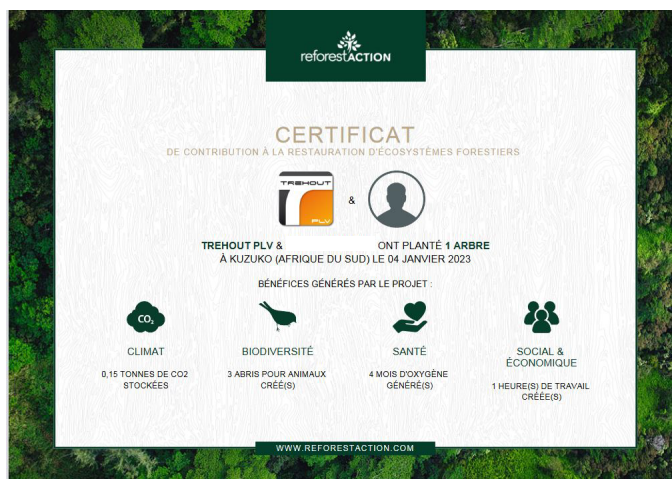 reforestACTION
CERTIFICAT
DE CONTRIBUTION À LA RESTAURATION D'ÉCOSYSTÈMES FORESTIERS
TREHOUT
PLV
&
TREHOUT PLV & ONT PLANTÉ 1 ARBRE
À KUZUKO (AFRIQUE DU SUD) LE 04 JANVIER 2023
BÉNÉFICES GÉNÉRÉS PAR LE PROJET :
CO2
CLIMAT
0,15 TONNES DE CO2
STOCKÉES
BIODIVERSITÉ
3 ABRIS POUR ANIMAUX
CRÉÉ(S)
SANTÉ
4 MOIS D'OXYGÈNE
GÉNÉRÉ(S)
SOCIAL &
ÉCONOMIQUE
1 HEURE(S) DE TRAVAIL
CRÉÉE(S)
WWW.REFORESTACTION.COM